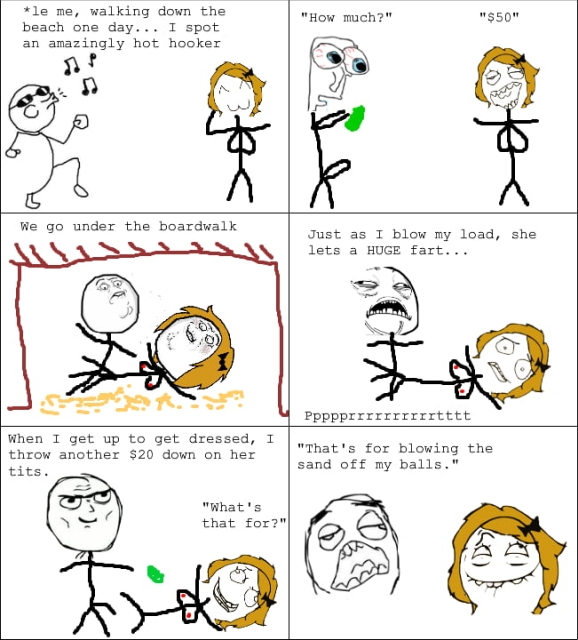 *le me, walking down the
beach one day... I spot
an amazingly hot hooker
"How much?"
"$50"
We go under the boardwalk
Just as I blow my load, she
lets a HUGE fart...
Ppppprrrrrrrrrrrtttt
When I get up to get dressed, I
throw another $20 down on her
tits.
"What's
that for?"
"That's for blowing the
sand off my balls."